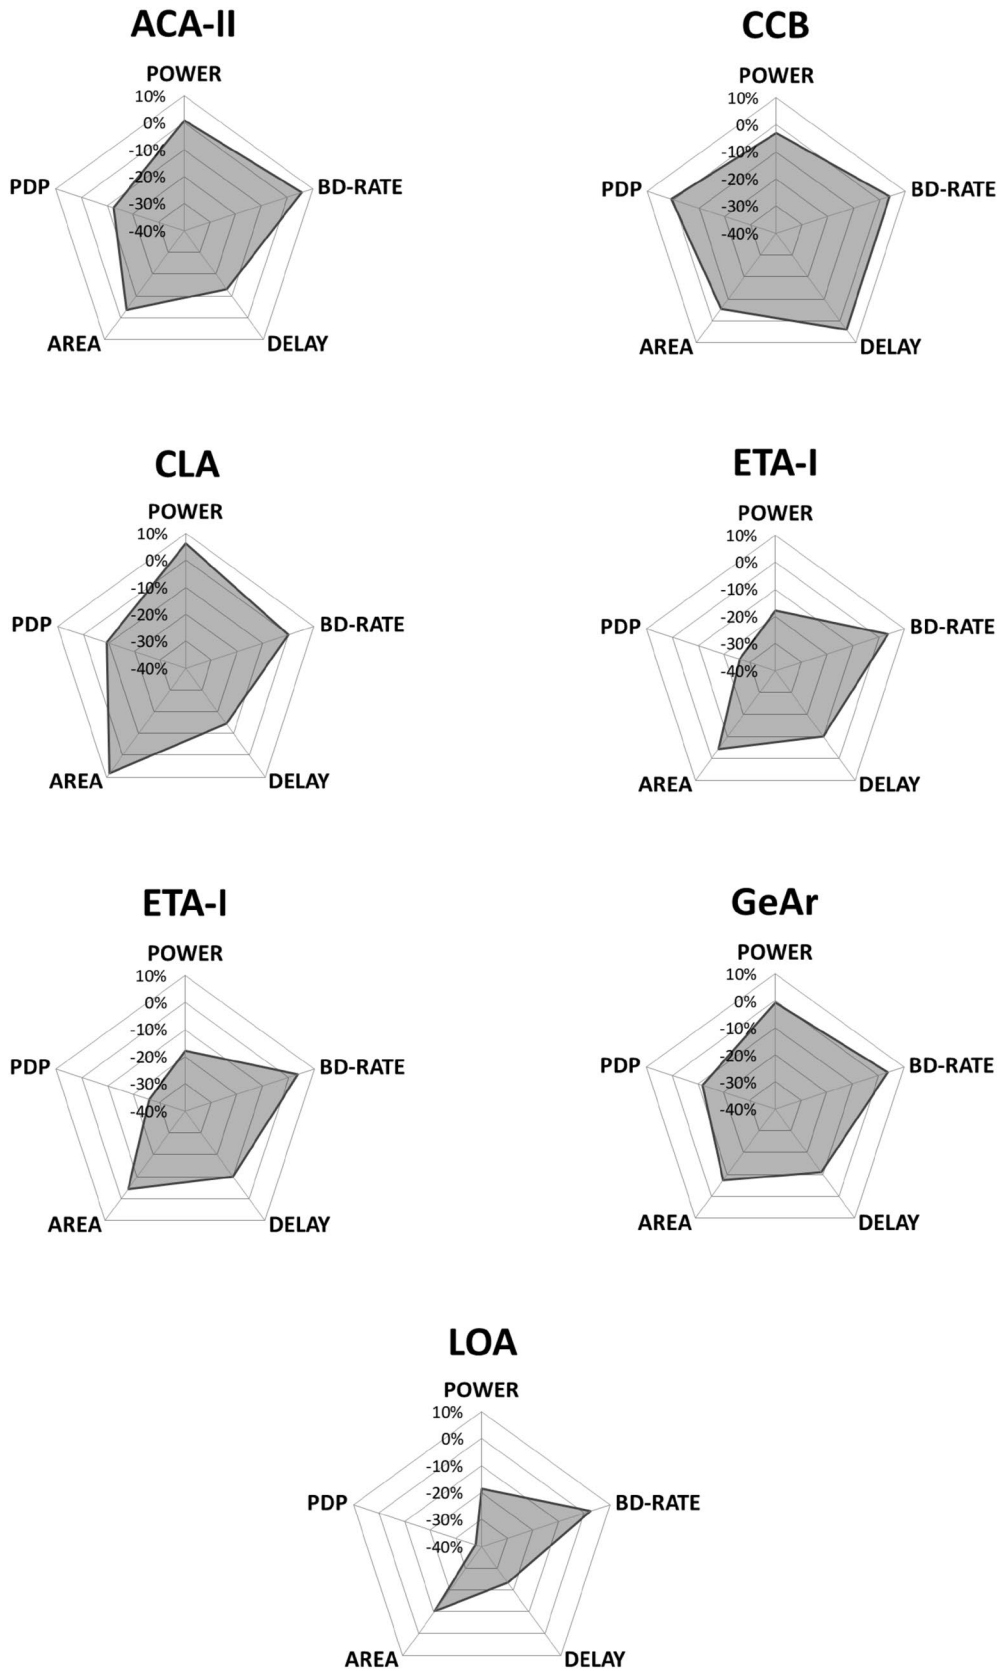 ACA-II
POWER
10%
0%
-10%
-20%
-30%
-40%
PDP
BD-RATE
AREA
DELAY
CCB
POWER
10%
0%
-10%
-20%
-30%
-40%
PDP
BD-RATE
AREA
DELAY
CLA
POWER
10%
0%
-10%
-20%
-30%
-40%
PDP
BD-RATE
AREA
DELAY
ETA-I
POWER
10%
0%
-10%
-20%
-30%
-40%
PDP
BD-RATE
AREA
DELAY
ETA-I
POWER
10%
0%
-10%
-20%
-30%
-40%
PDP
BD-RATE
AREA
DELAY
GeAr
POWER
10%
0%
-10%
-20%
-30%
-40%
PDP
BD-RATE
AREA
DELAY
LOA
POWER
10%
0%
-10%
-20%
-30%
-40%
PDP
BD-RATE
AREA
DELAY